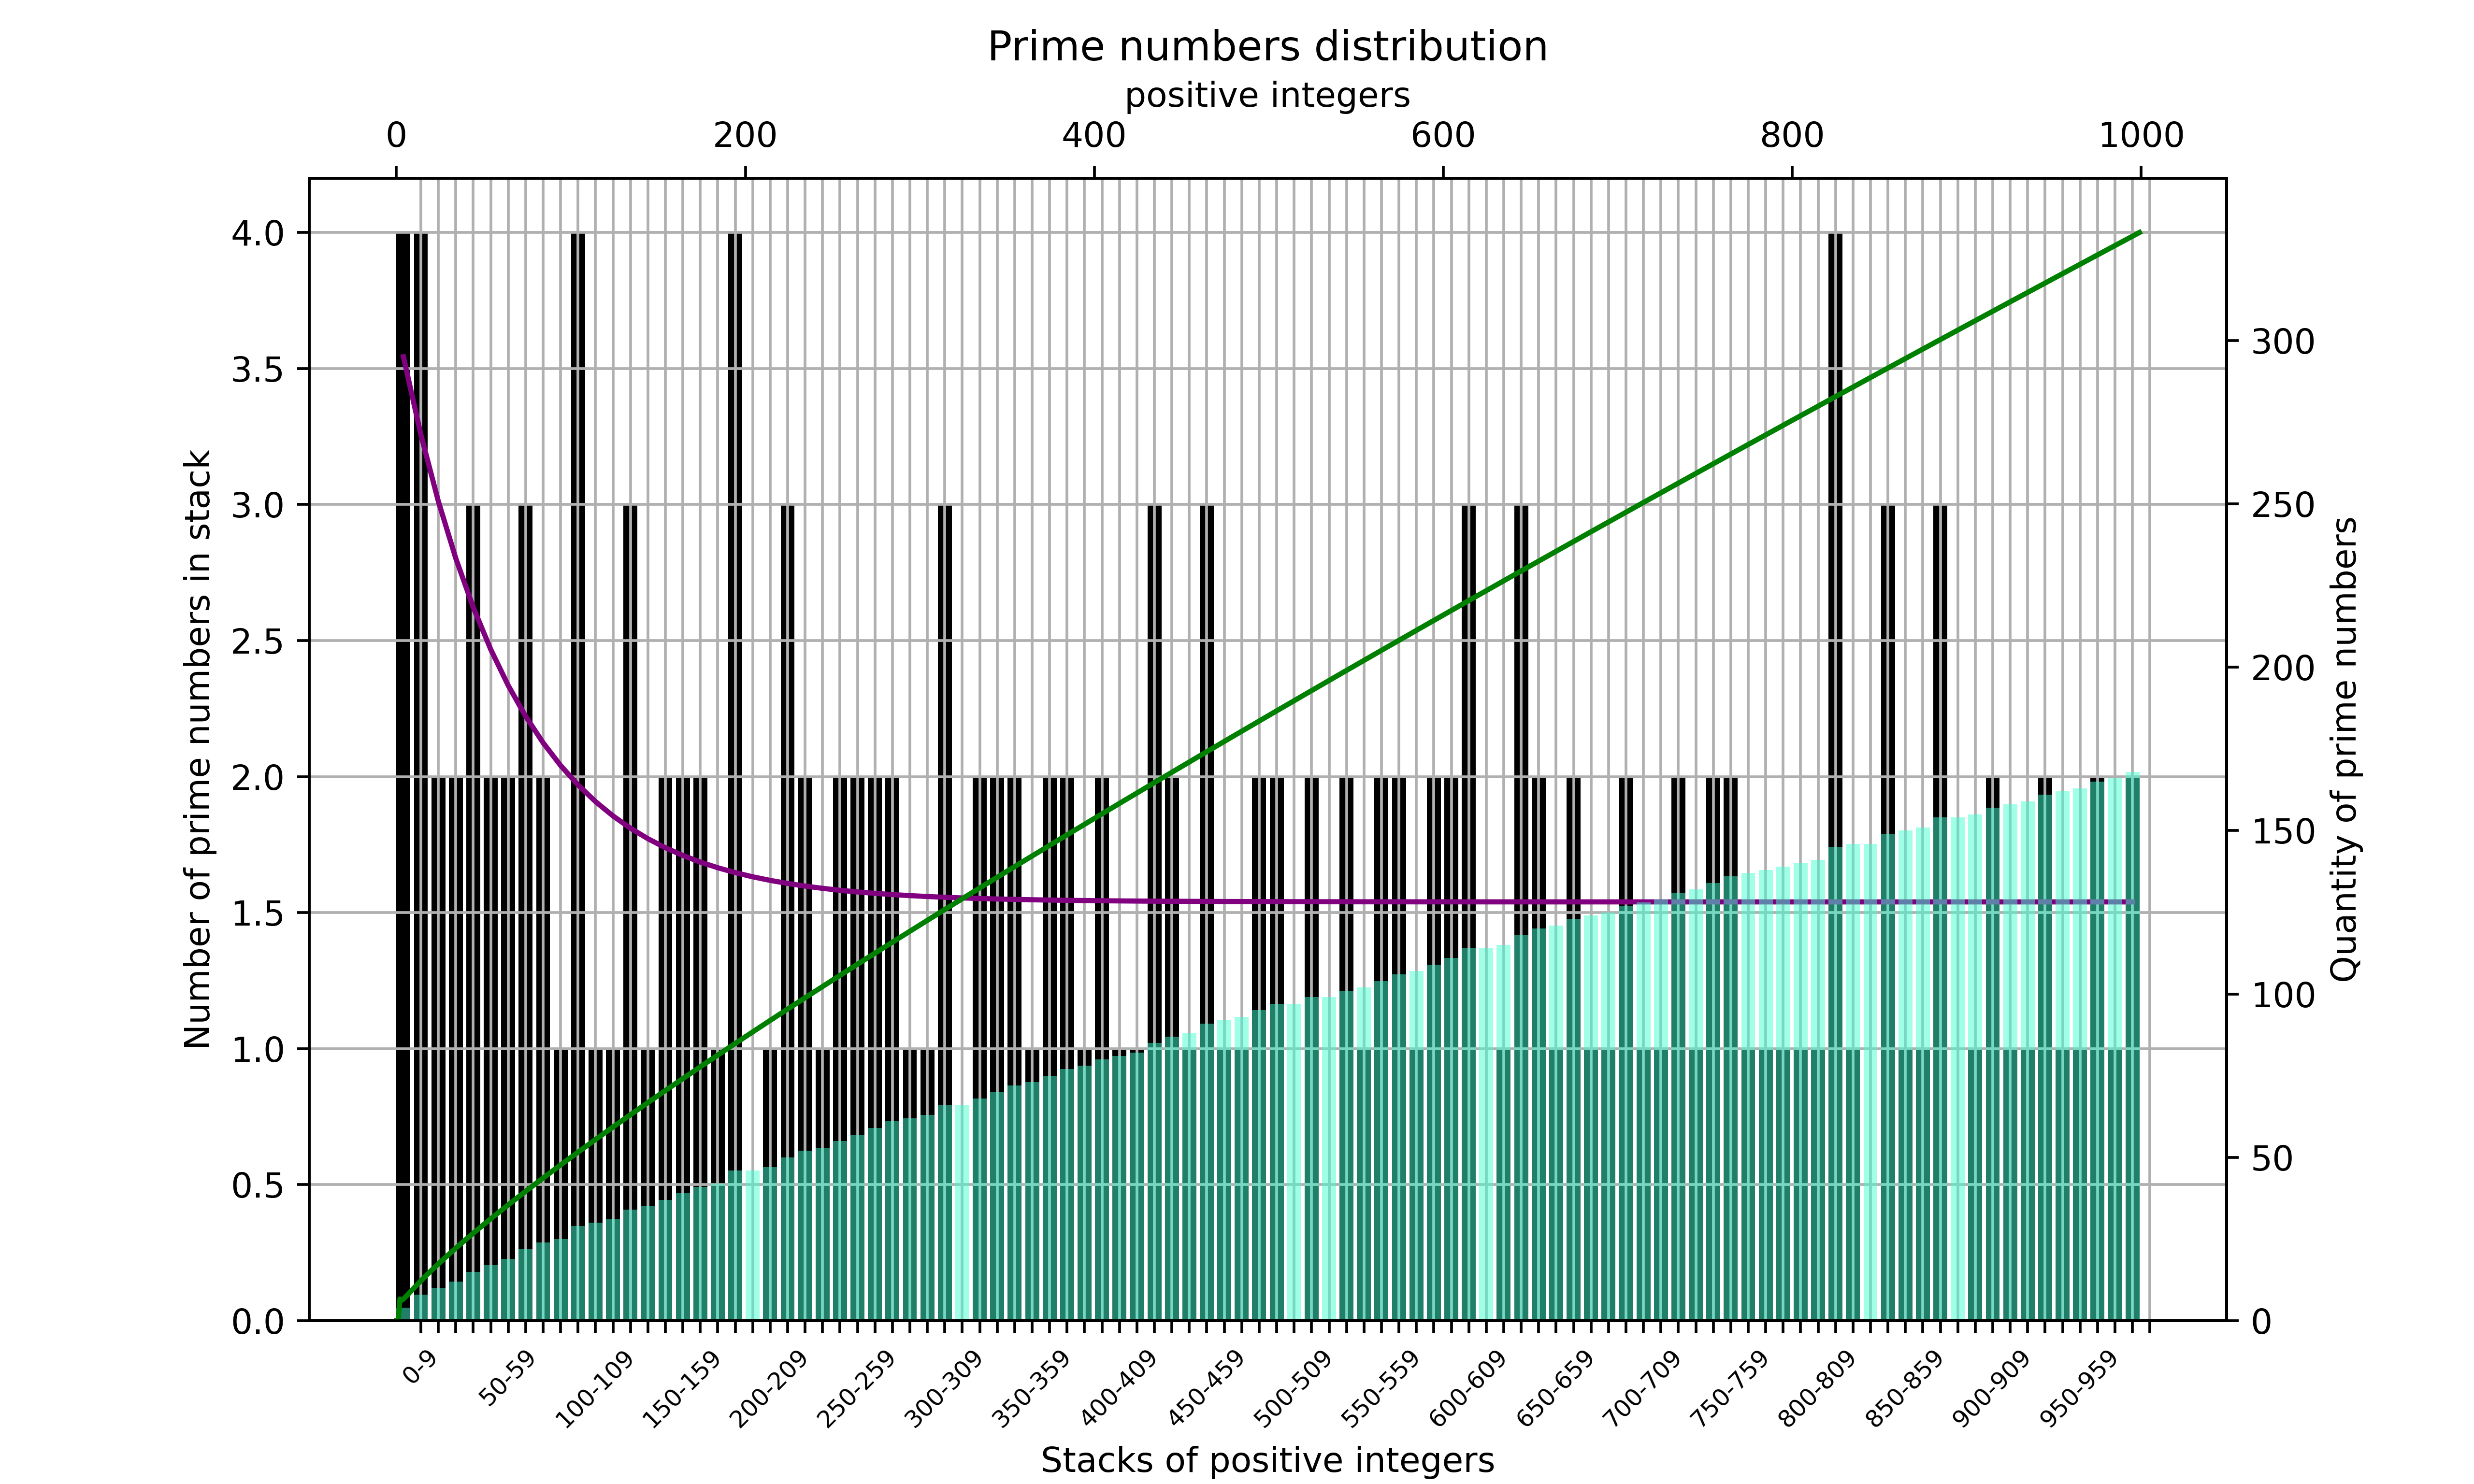 Prime numbers distribution
positive integers
0 200 400 600 800 1000
Number of prime numbers in stack
4.0
3.5
3.0
2.5
2.0
1.5
1.0
0.5
0.0
Quantity of prime numbers
300
250
200
150
100
50
0
0-9 50-59 100-109 150-159 200-209 250-259 300-309 350-359 400-409 450-459 500-509 550-559 600-609 650-659 700-709 750-759 800-809 850-859 900-909 950-959
Stacks of positive integers